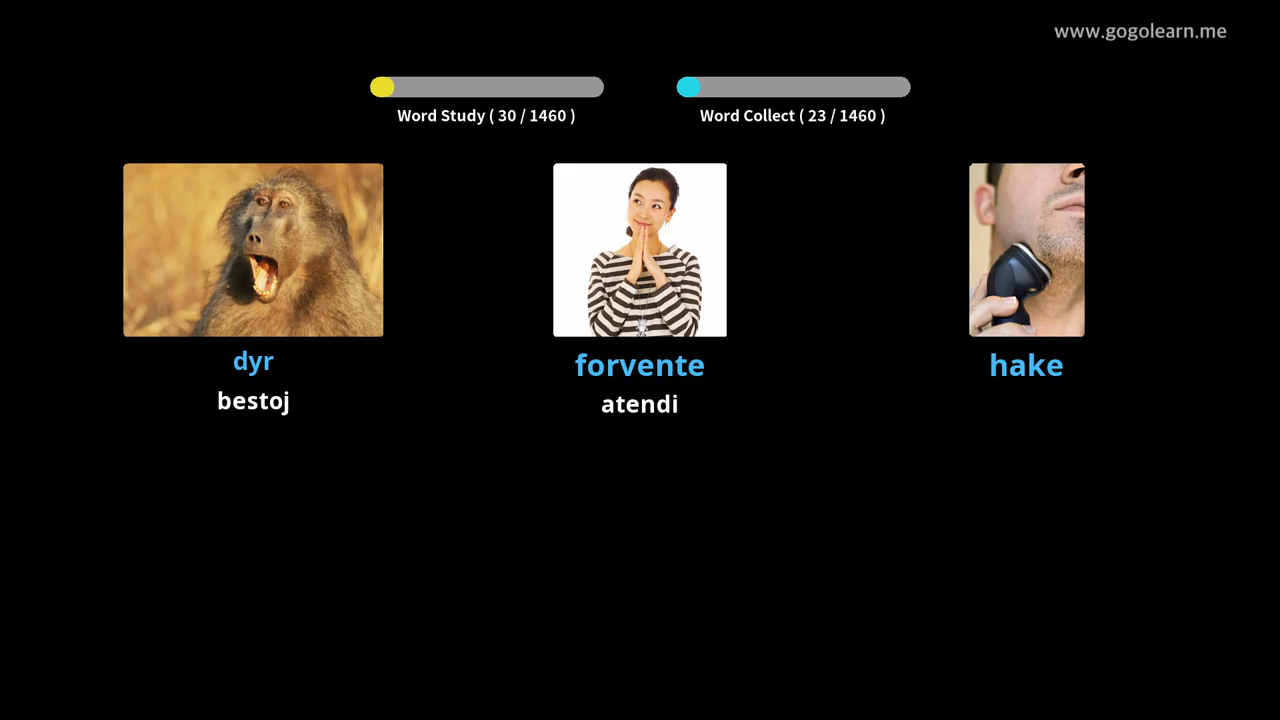 www.gogolearn.me
Word Study ( 30 / 1460 )
Word Collect ( 23 / 1460 )
dyr
bestoj
forvente
atendi
hake